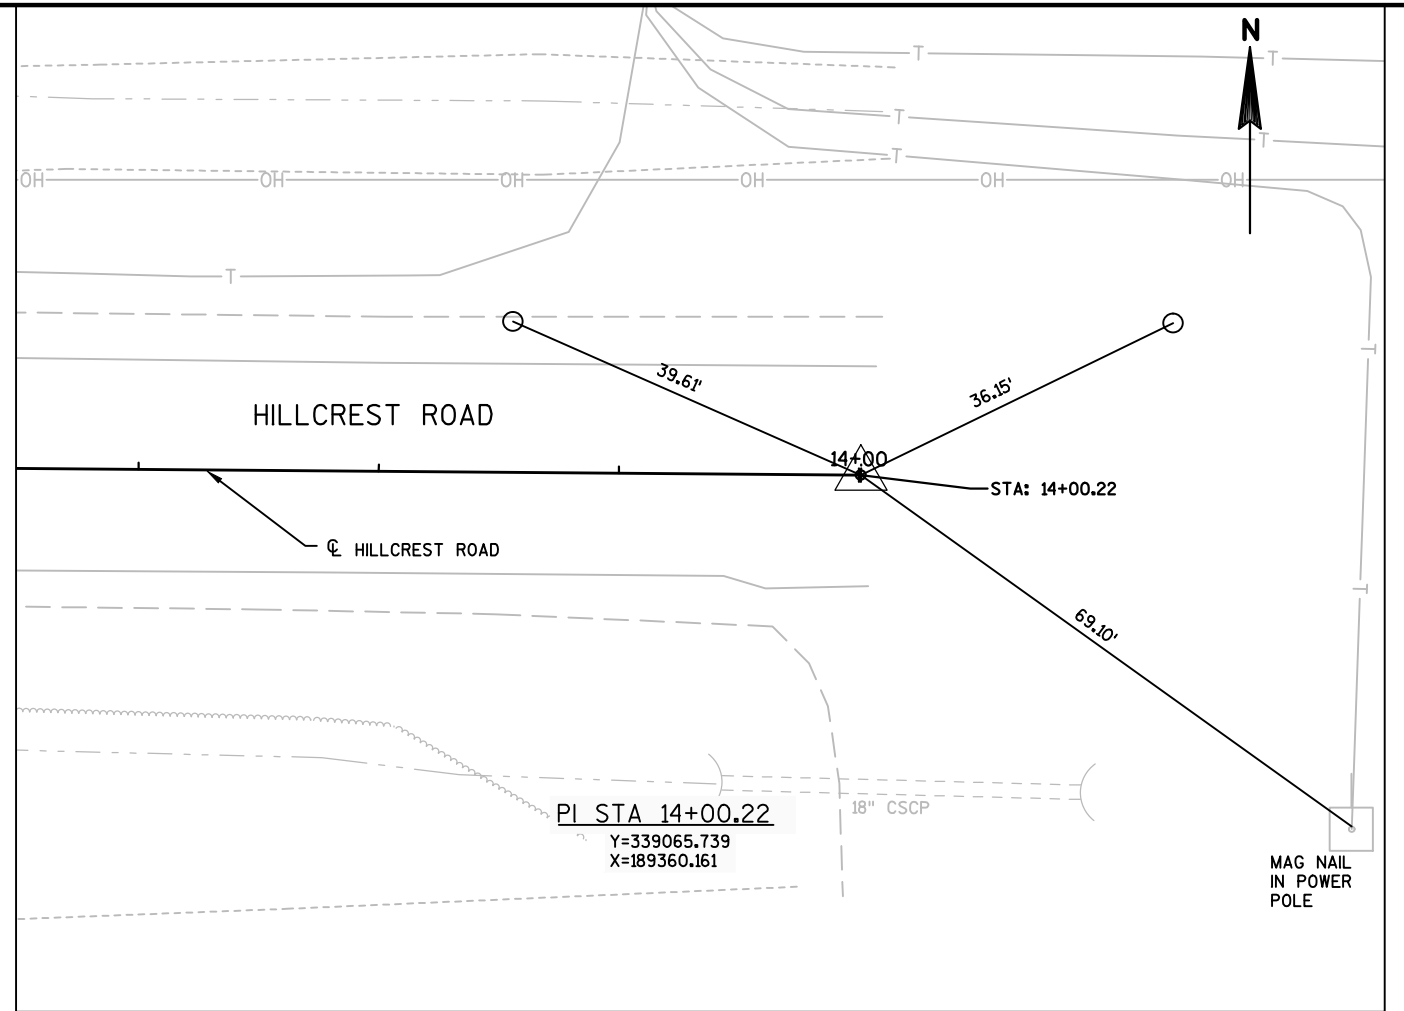 N
T
T
T
T
T
OH OH OH OH OH OH
T
T
39.61'
36.15'
HILLCREST ROAD
14+00
STA: 14+00.22
℄ HILLCREST ROAD
T
69.10'
PI STA 14+00.22
18" CSCP
Y=339065.739
X=189360.161
MAG NAIL
IN POWER
POLE